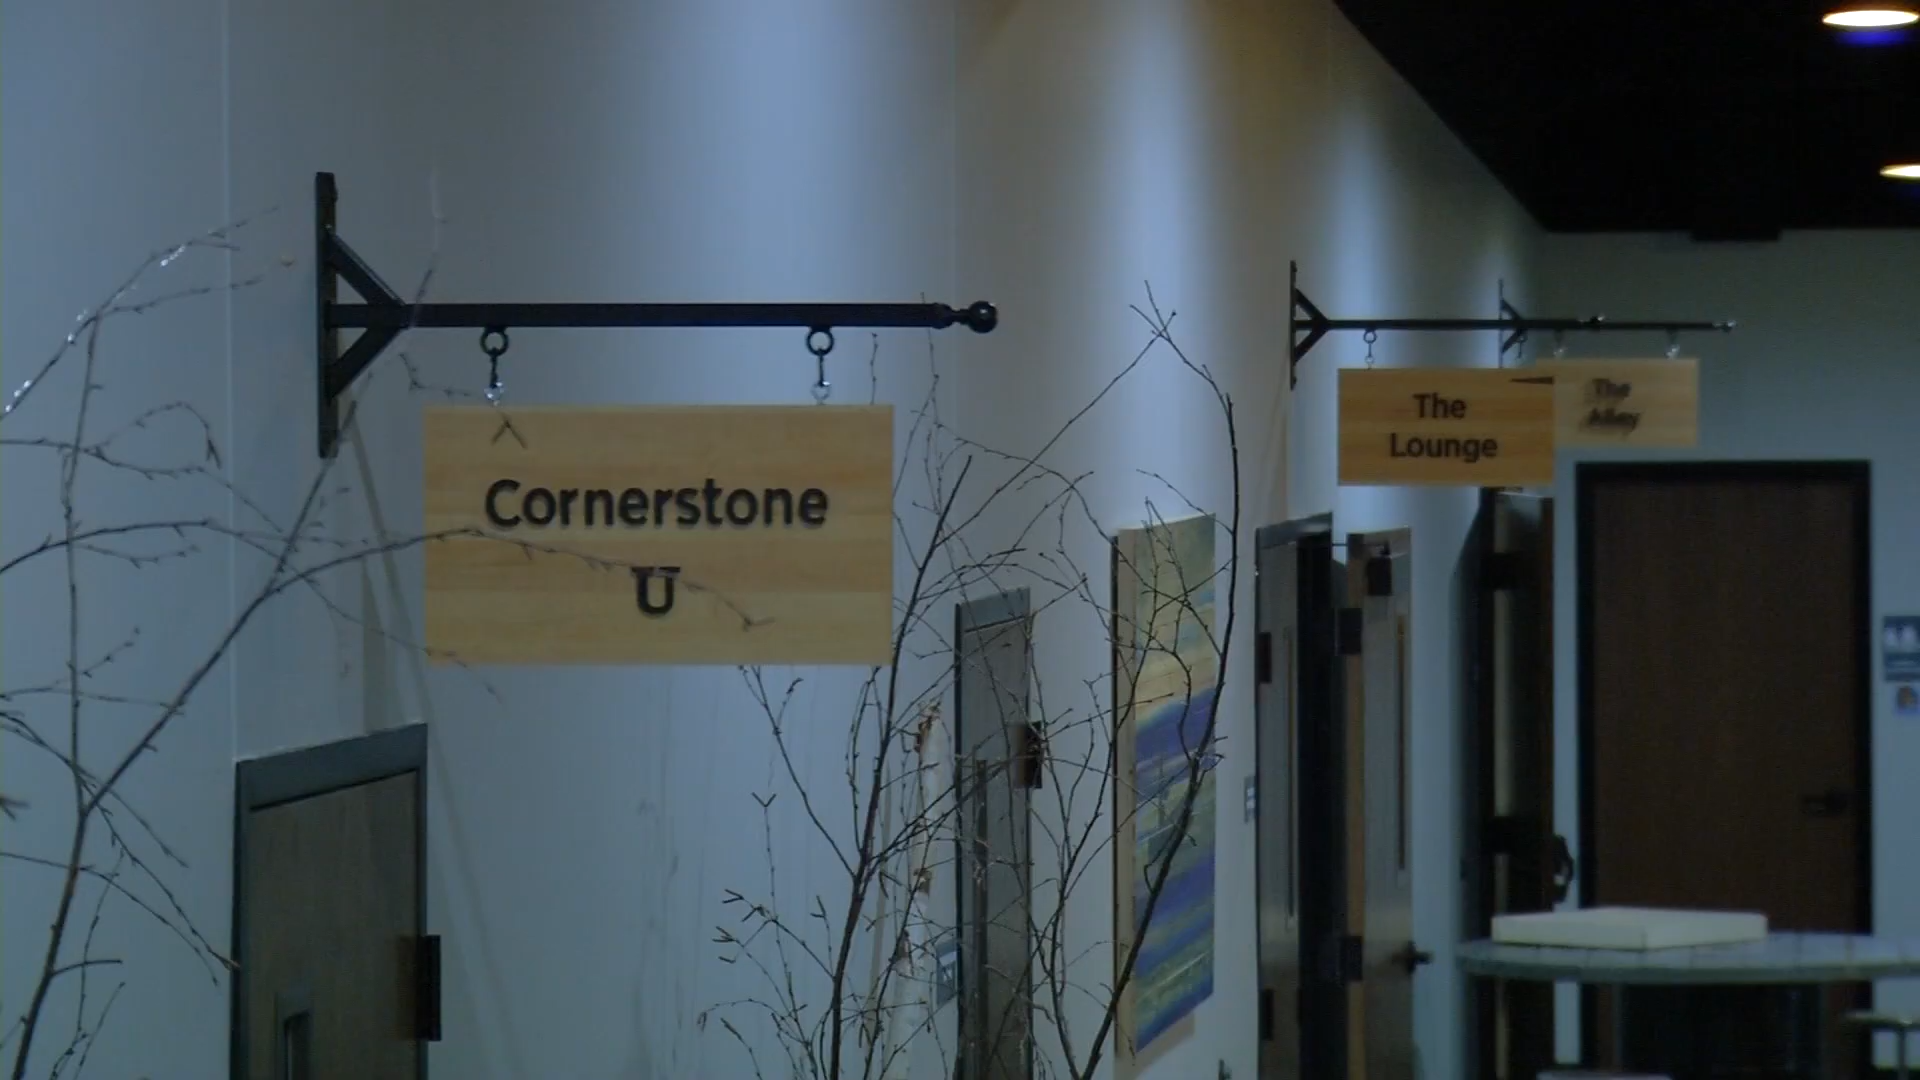 Cornerstone
U
The
Lounge
The
Alley